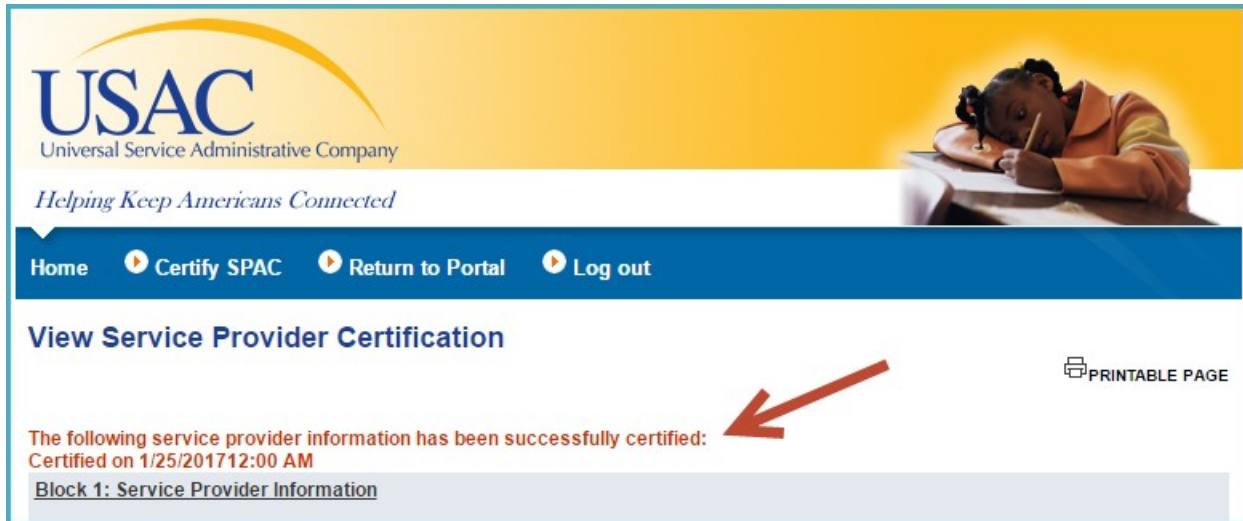 USAC
Universal Service Administrative Company
Helping Keep Americans Connected
Home Certify SPAC Return to Portal Log out
View Service Provider Certification
PRINTABLE PAGE
The following service provider information has been successfully certified:
Certified on 1/25/201712:00 AM
Block 1: Service Provider Information